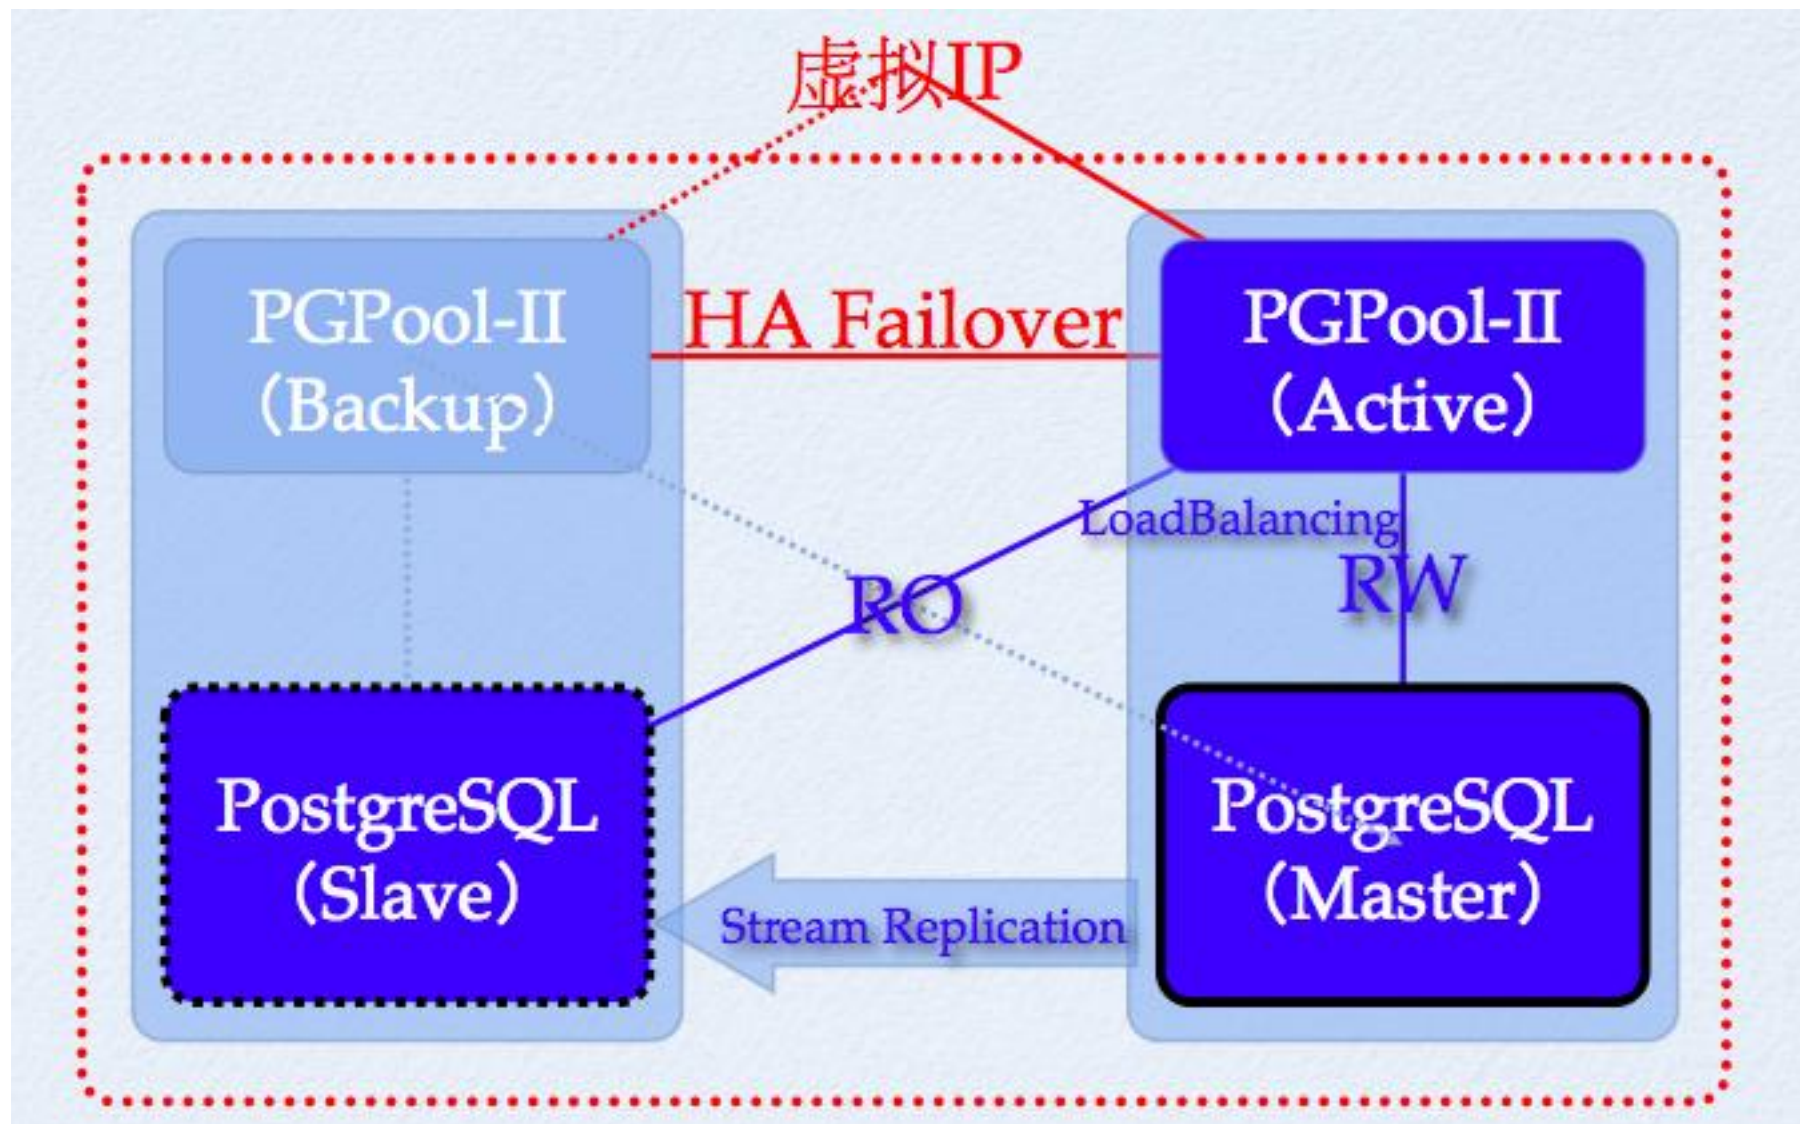 虚拟IP
PGPool-II
（Backup）
HA Failover
PGPool-II
（Active）
LoadBalancing
RO
RW
PostgreSQL
（Slave）
Stream Replication
PostgreSQL
（Master）